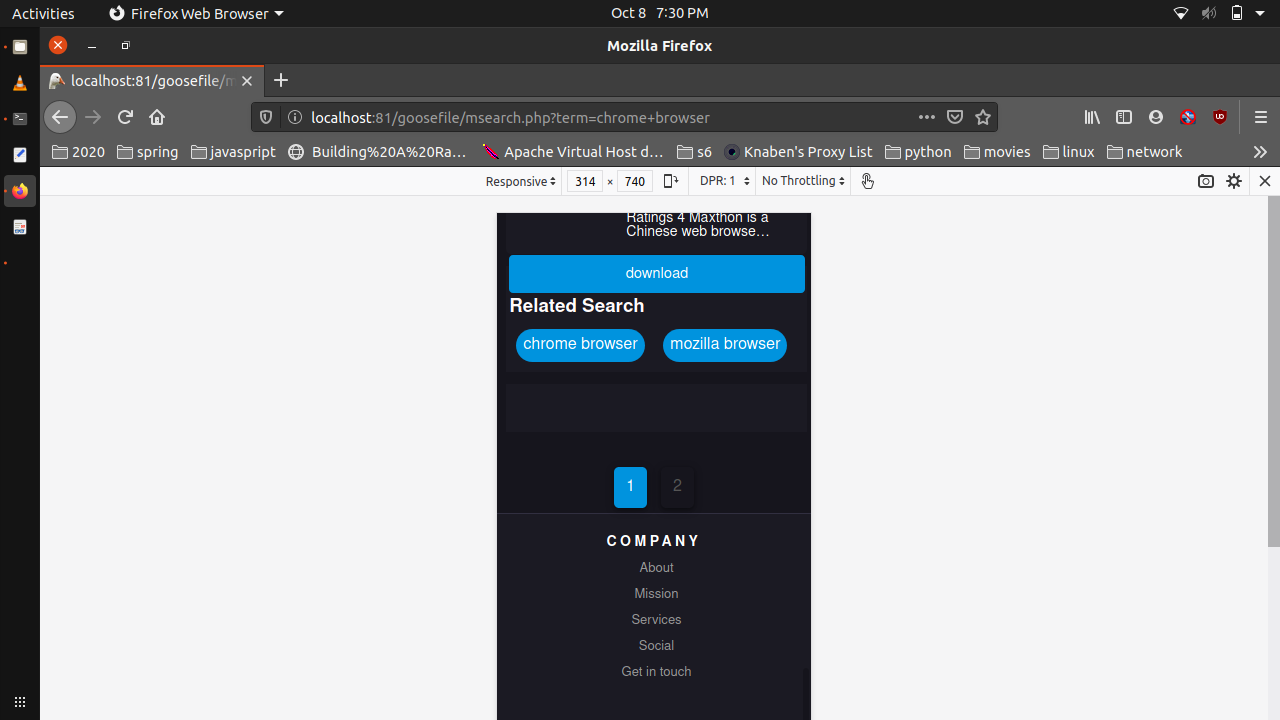 Activities
Firefox Web Browser
Oct 8 7:30 PM
Mozilla Firefox
localhost:81/goosefile/m
localhost:81/goosefile/msearch.php?term=chrome+browser
2020
spring
javascript
Building%20A%20Ra…
Apache Virtual Host d…
s6
Knaben's Proxy List
python
movies
linux
network
Responsive
314 × 740
DPR: 1
No Throttling
Ratings 4 Maxthon is a
Chinese web browse…
download
Related Search
chrome browser
mozilla browser
1
2
COMPANY
About
Mission
Services
Social
Get in touch